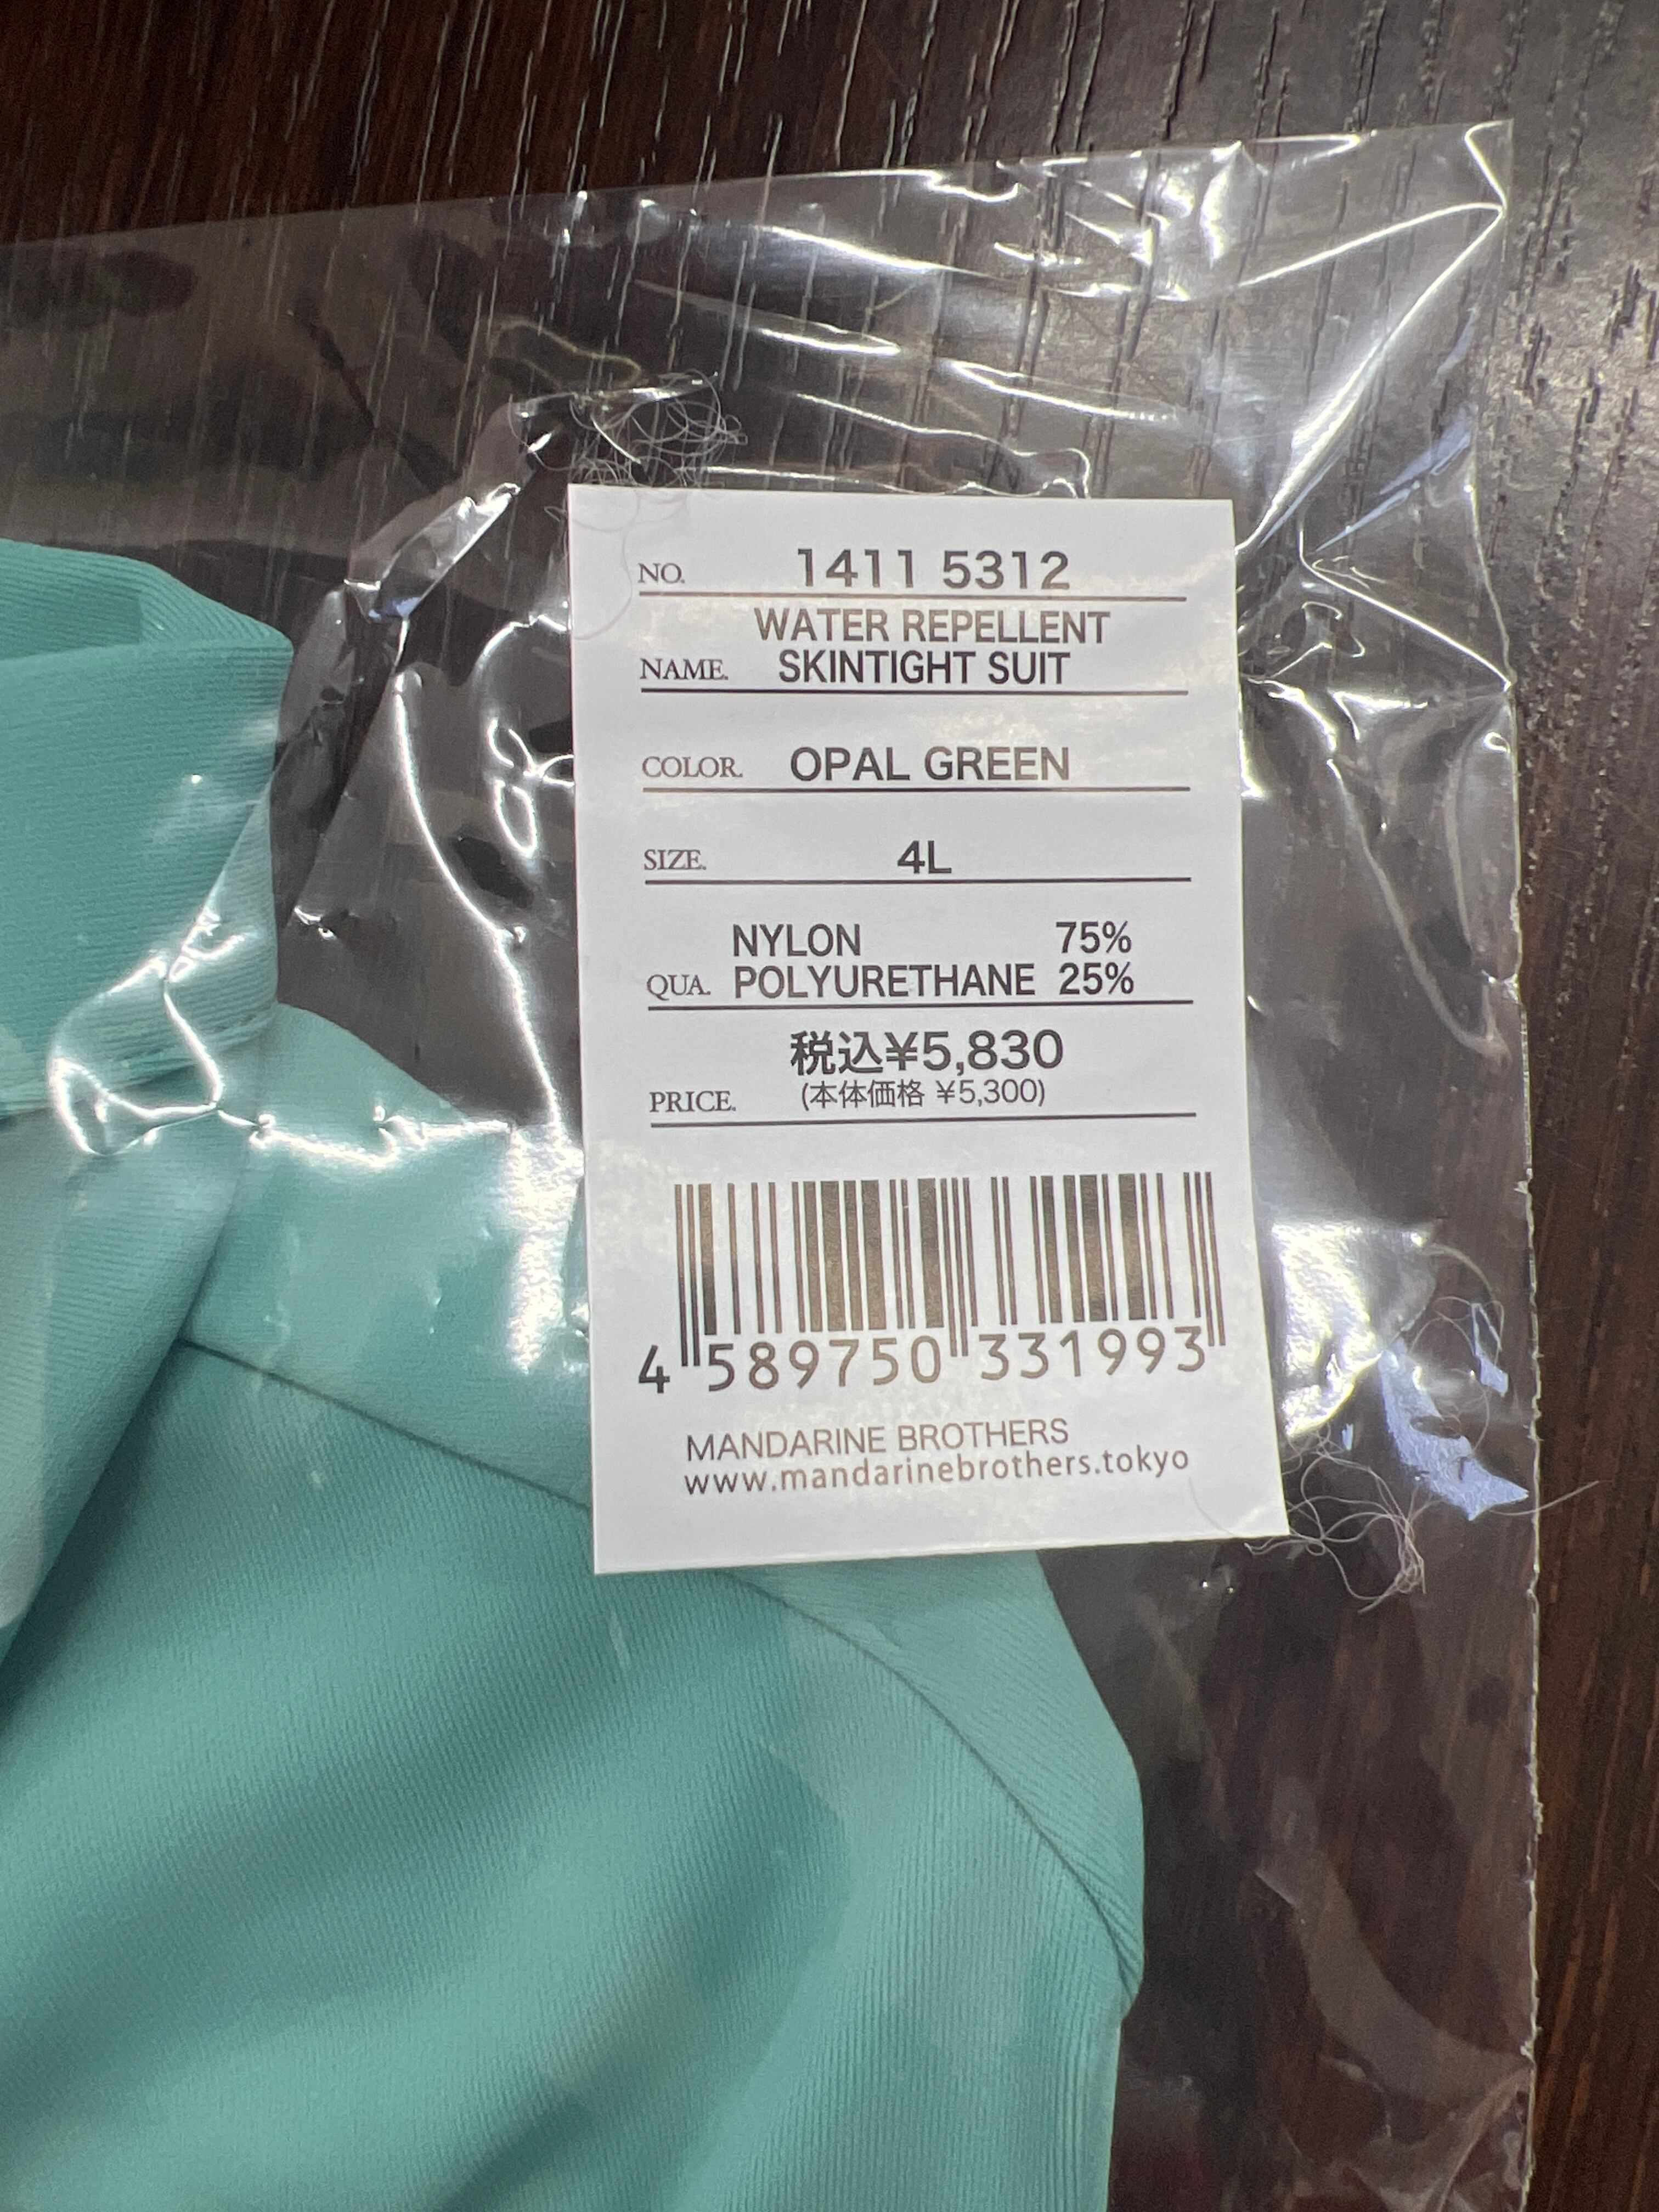 NO. 1411 5312
WATER REPELLENT
NAME. SKINTIGHT SUIT
COLOR. OPAL GREEN
SIZE. 4L
NYLON 75%
QUA. POLYURETHANE 25%
税込¥5,830
PRICE. (本体価格 ¥5,300)
4 589750 331993
MANDARINE BROTHERS
www.mandarinebrothers.tokyo